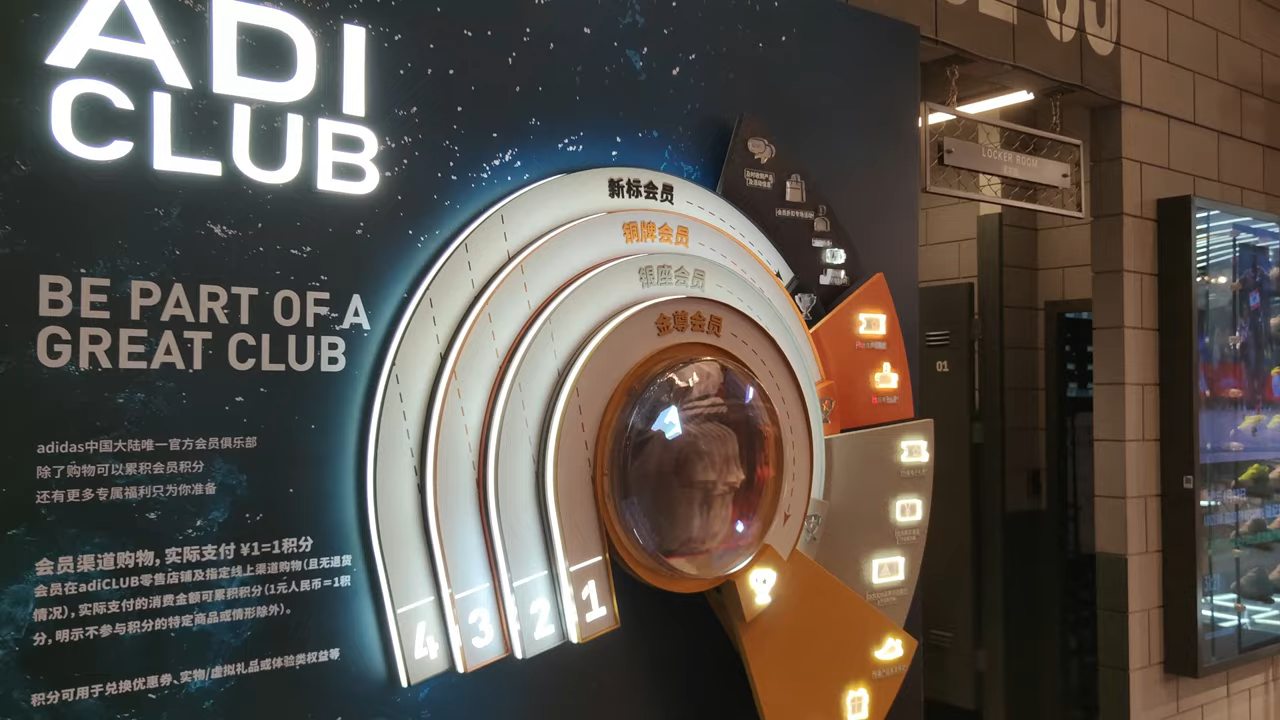 ADI
CLUB
BE PART OF A
GREAT CLUB
adidas中国大陆唯一官方会员俱乐部
除了购物可以累积会员积分
还有更多专属福利只为你准备
会员渠道购物,实际支付 ¥1=1积分
会员在adiCLUB零售店铺及指定线上渠道购物(且无退货
情况),实际支付的消费金额可累积积分(1元人民币=1积
分,明示不参与积分的特定商品或情形除外)。
积分可用于兑换优惠券、实物/虚拟礼品或体验类权益等
新标会员
铜牌会员
银座会员
金尊会员
4
3
2
1
LOCKER ROOM
01